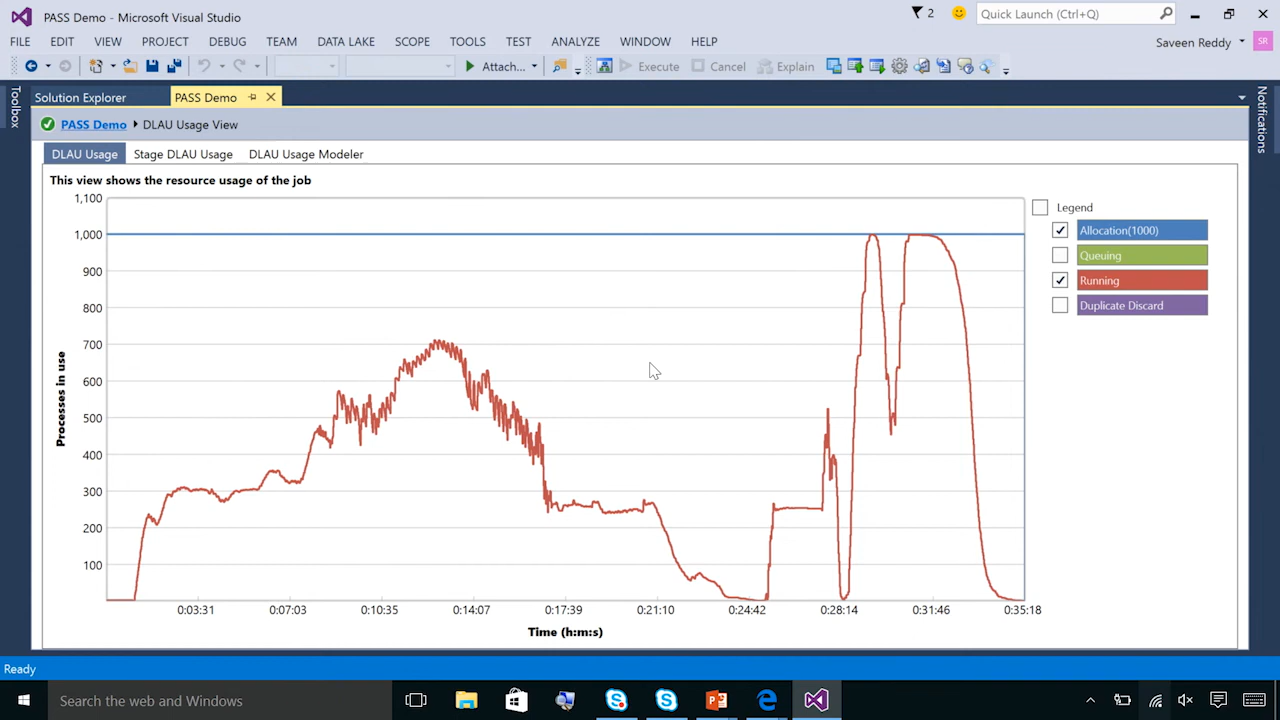 PASS Demo - Microsoft Visual Studio
2
Quick Launch (Ctrl+Q)
FILE EDIT VIEW PROJECT DEBUG TEAM DATA LAKE SCOPE TOOLS TEST ANALYZE WINDOW HELP
Saveen Reddy
SR
Attach...
Execute
Cancel
Explain
Toolbox
Solution Explorer
PASS Demo
Notifications
PASS Demo DLAU Usage View
DLAU Usage Stage DLAU Usage DLAU Usage Modeler
This view shows the resource usage of the job
1,100
1,000
900
800
700
600
500
400
300
200
100
Processes in use
0:03:31 0:07:03 0:10:35 0:14:07 0:17:39 0:21:10 0:24:42 0:28:14 0:31:46 0:35:18
Time (h:m:s)
Legend
Allocation(1000)
Queuing
Running
Duplicate Discard
Ready
Search the web and Windows